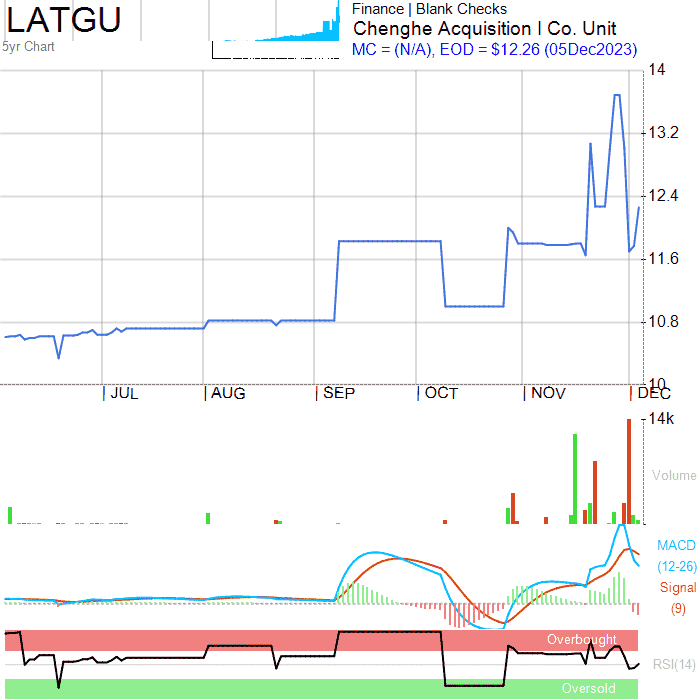 LATGU
5yr Chart
Finance | Blank Checks
Chenghe Acquisition I Co. Unit
MC = (N/A), EOD = $12.26 (05Dec2023)
14
13.2
12.4
11.6
10.8
10
| JUL | AUG | SEP | OCT | NOV | DEC
14k
Volume
MACD
(12-26)
Signal
(9)
Overbought
RSI(14)
Oversold